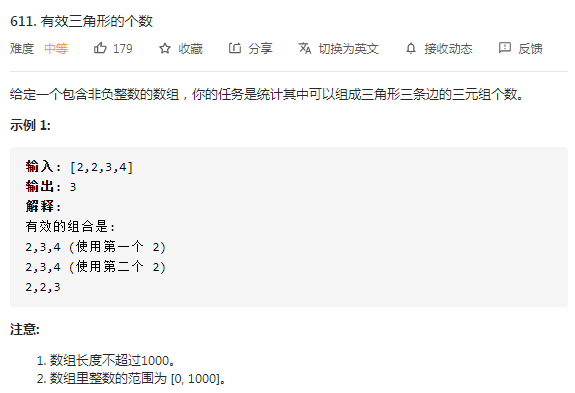 611. 有效三角形的个数
难度 中等 179 收藏 分享 切换为英文 接收动态 反馈
给定一个包含非负整数的数组，你的任务是统计其中可以组成三角形三条边的三元组个数。
示例 1:
输入: [2,2,3,4]
输出: 3
解释:
有效的组合是:
2,3,4 (使用第一个 2)
2,3,4 (使用第二个 2)
2,2,3
注意:
1. 数组长度不超过1000。
2. 数组里整数的范围为 [0, 1000]。